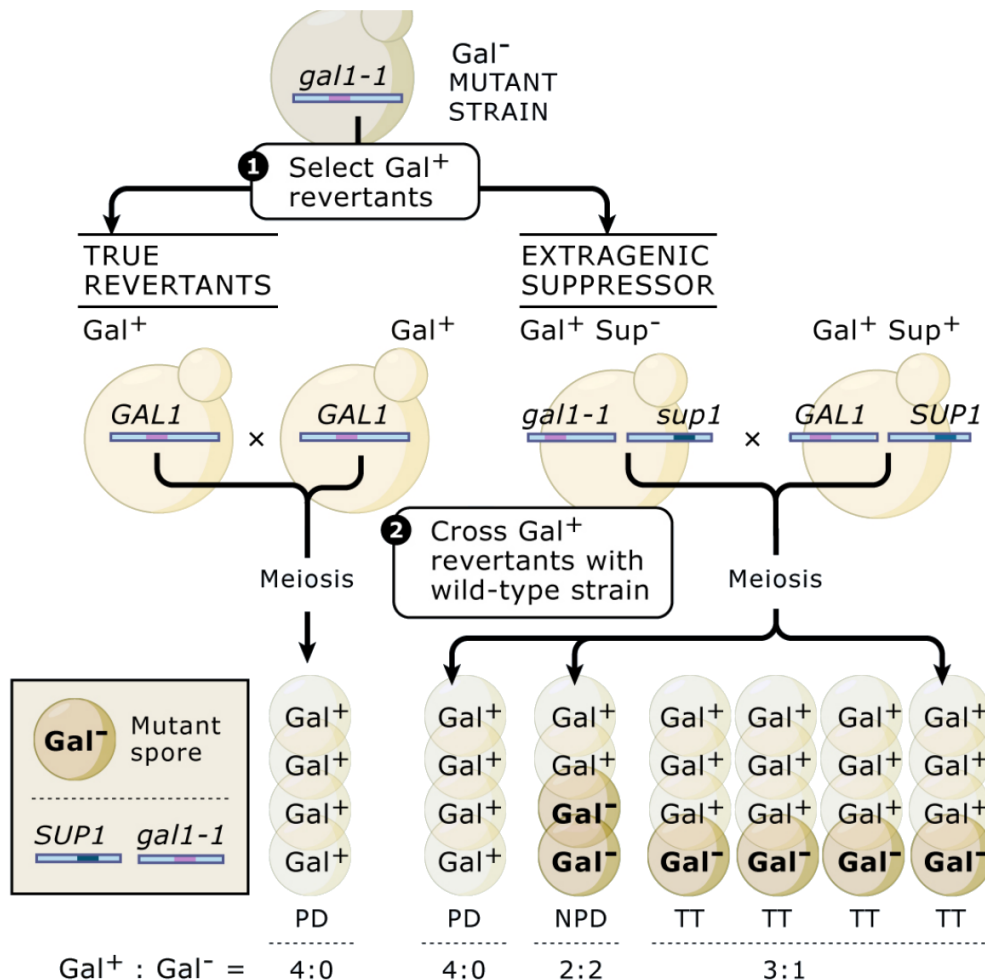 gal1-1
Gal⁻
MUTANT
STRAIN
1 Select Gal⁺
revertants
TRUE
REVERTANTS
EXTRAGENIC
SUPPRESSOR
Gal⁺ Gal⁺
Gal⁺ Sup⁻ Gal⁺ Sup⁺
GAL1 × GAL1
gal1-1 sup1 × GAL1 SUP1
2 Cross Gal⁺
revertants with
wild-type strain
Meiosis
Meiosis
Gal⁻ Mutant
spore
SUP1 gal1-1
Gal⁺ Gal⁺ Gal⁺ Gal⁺ Gal⁺ Gal⁺ Gal⁺
Gal⁺ Gal⁺ Gal⁺ Gal⁺ Gal⁺ Gal⁺ Gal⁺
Gal⁺ Gal⁺ Gal⁻ Gal⁺ Gal⁺ Gal⁺ Gal⁺
Gal⁺ Gal⁺ Gal⁻ Gal⁻ Gal⁻ Gal⁻ Gal⁻
PD PD NPD TT TT TT TT
Gal⁺ : Gal⁻ = 4:0 4:0 2:2 3:1